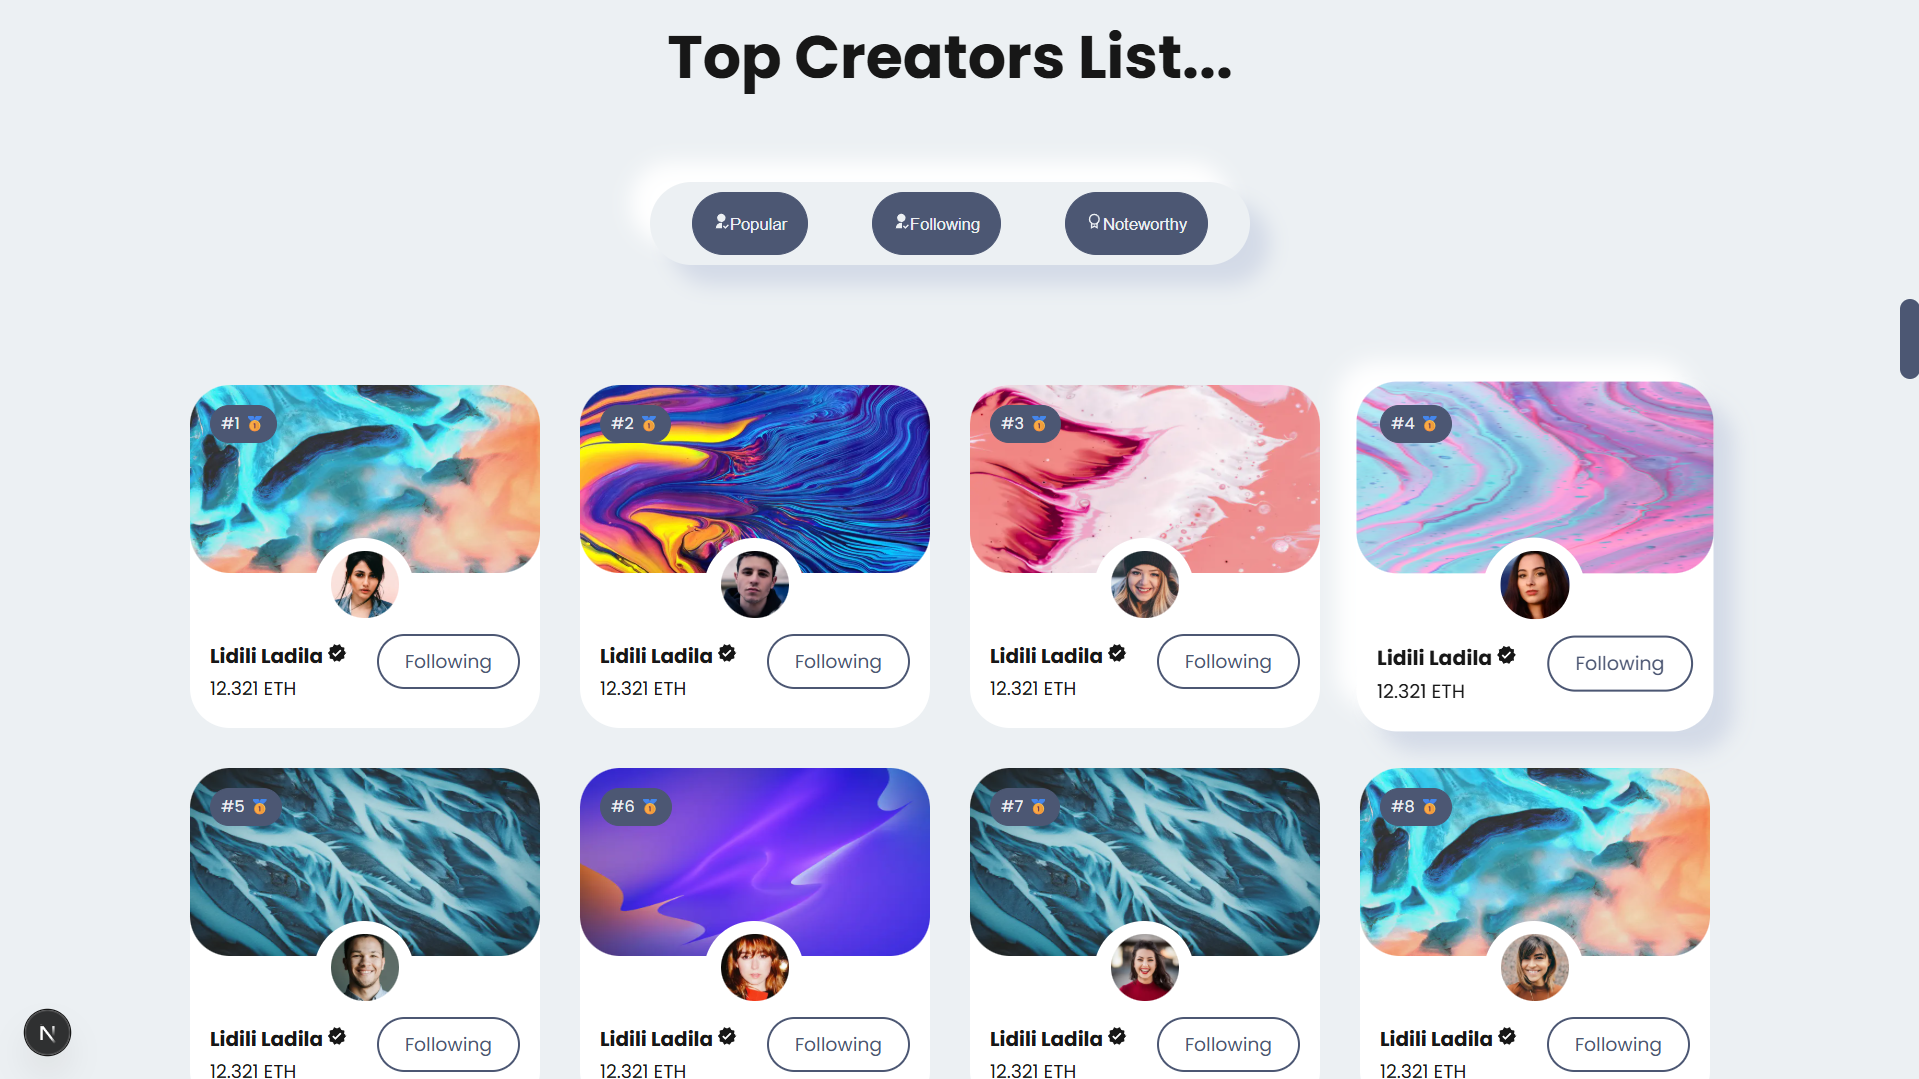 Top Creators List...
Popular
Following
Noteworthy
#1
#2
#3
#4
Lidili Ladila
Following
12.321 ETH
Lidili Ladila
Following
12.321 ETH
Lidili Ladila
Following
12.321 ETH
Lidili Ladila
Following
12.321 ETH
#5
#6
#7
#8
Lidili Ladila
Following
12.321 ETH
Lidili Ladila
Following
12.321 ETH
Lidili Ladila
Following
12.321 ETH
Lidili Ladila
Following
12.321 ETH
N